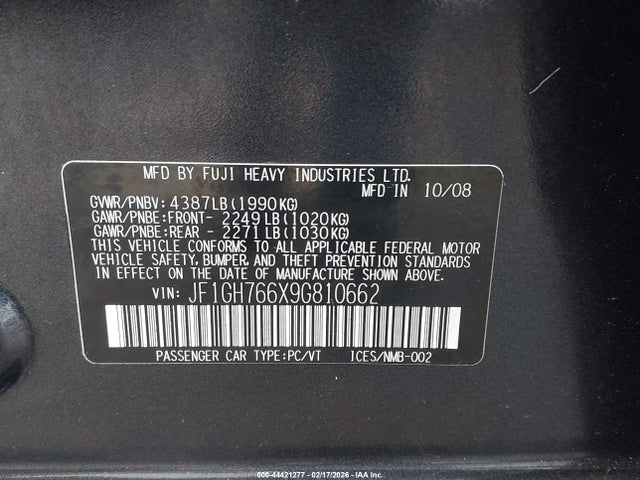 MFD BY FUJI HEAVY INDUSTRIES LTD.
MFD IN 10/08
GVWR/PNBV: 4387LB(1990KG)
GAWR/PNBE:FRONT- 2249LB(1020KG)
GAWR/PNBE:REAR - 2271LB(1030KG)
THIS VEHICLE CONFORMS TO ALL APPLICABLE FEDERAL MOTOR
VEHICLE SAFETY, BUMPER, AND THEFT PREVENTION STANDARDS
IN EFFECT ON THE DATE OF MANUFACTURE SHOWN ABOVE.
VIN: JF1GH766X9G810662
PASSENGER CAR TYPE:PC/VT ICES/NMB-002
000-44421277 - 02/17/2026 - IAA Inc.